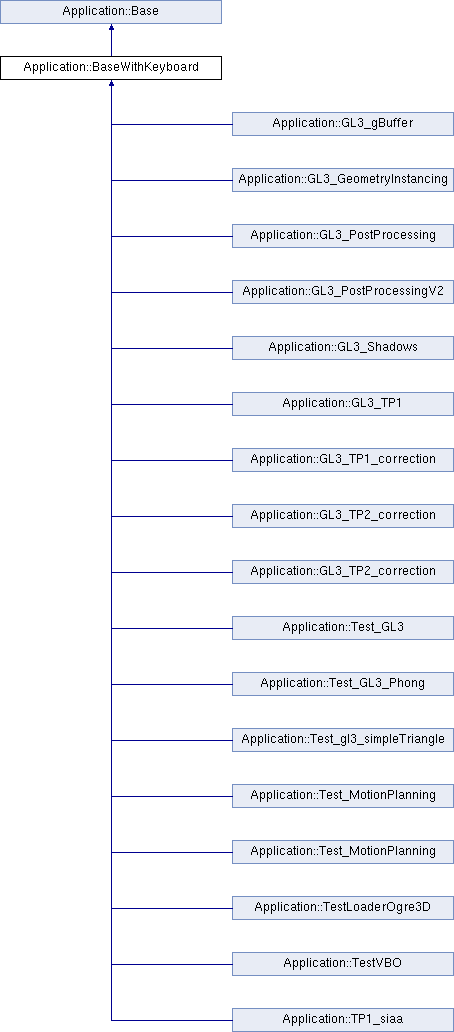 Application::Base
Application::BaseWithKeyboard
Application::GL3_gBuffer
Application::GL3_GeometryInstancing
Application::GL3_PostProcessing
Application::GL3_PostProcessingV2
Application::GL3_Shadows
Application::GL3_TP1
Application::GL3_TP1_correction
Application::GL3_TP2_correction
Application::GL3_TP2_correction
Application::Test_GL3
Application::Test_GL3_Phong
Application::Test_gl3_simpleTriangle
Application::Test_MotionPlanning
Application::Test_MotionPlanning
Application::TestLoaderOgre3D
Application::TestVBO
Application::TP1_siaa